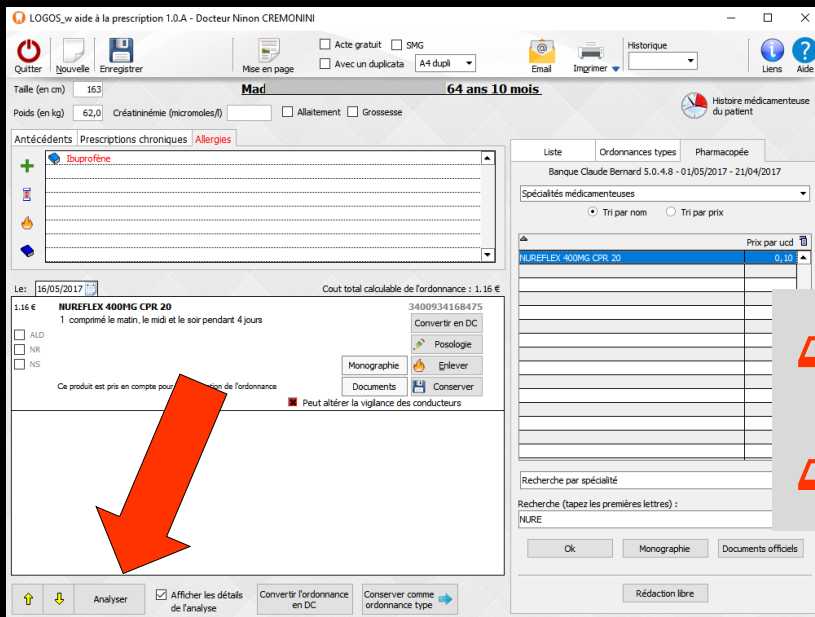 LOGOS_w aide à la prescription 1.0.A - Docteur Ninon CREMONINI
Quitter Nouvelle Enregistrer Mise en page
Acte gratuit SMG
Avec un duplicata A4 dupli
Email Imprimer
Historique
Liens Aide
Taille (en cm) 163
Mad 64 ans 10 mois
Poids (en kg) 62,0 Créatininémie (micromoles/l) Allaitement Grossesse
Histoire médicamenteuse
du patient
Antécédents Prescriptions chroniques Allergies
Ibuprofène
Le: 16/05/2017
Cout total calculable de l'ordonnance : 1.16 €
1.16 € NUREFLEX 400MG CPR 20 3400934168475
1 comprimé le matin, le midi et le soir pendant 4 jours
ALD
NR
NS
Convertir en DC
Posologie
Monographie Enlever
Ce produit est pris en compte pour ation de l'ordonnance
Documents Conserver
Peut altérer la vigilance des conducteurs
Analyser
Afficher les détails
de l'analyse
Convertir l'ordonnance
en DC
Conserver comme
ordonnance type
Liste Ordonnances types Pharmacopée
Banque Claude Bernard 5.0.4.8 - 01/05/2017 - 21/04/2017
Spécialités médicamenteuses
Tri par nom Tri par prix
Prix par ucd
NUREFLEX 400MG CPR 20 0,10
Recherche par spécialité
Recherche (tapez les premières lettres) :
NURE
Ok Monographie Documents officiels
Rédaction libre